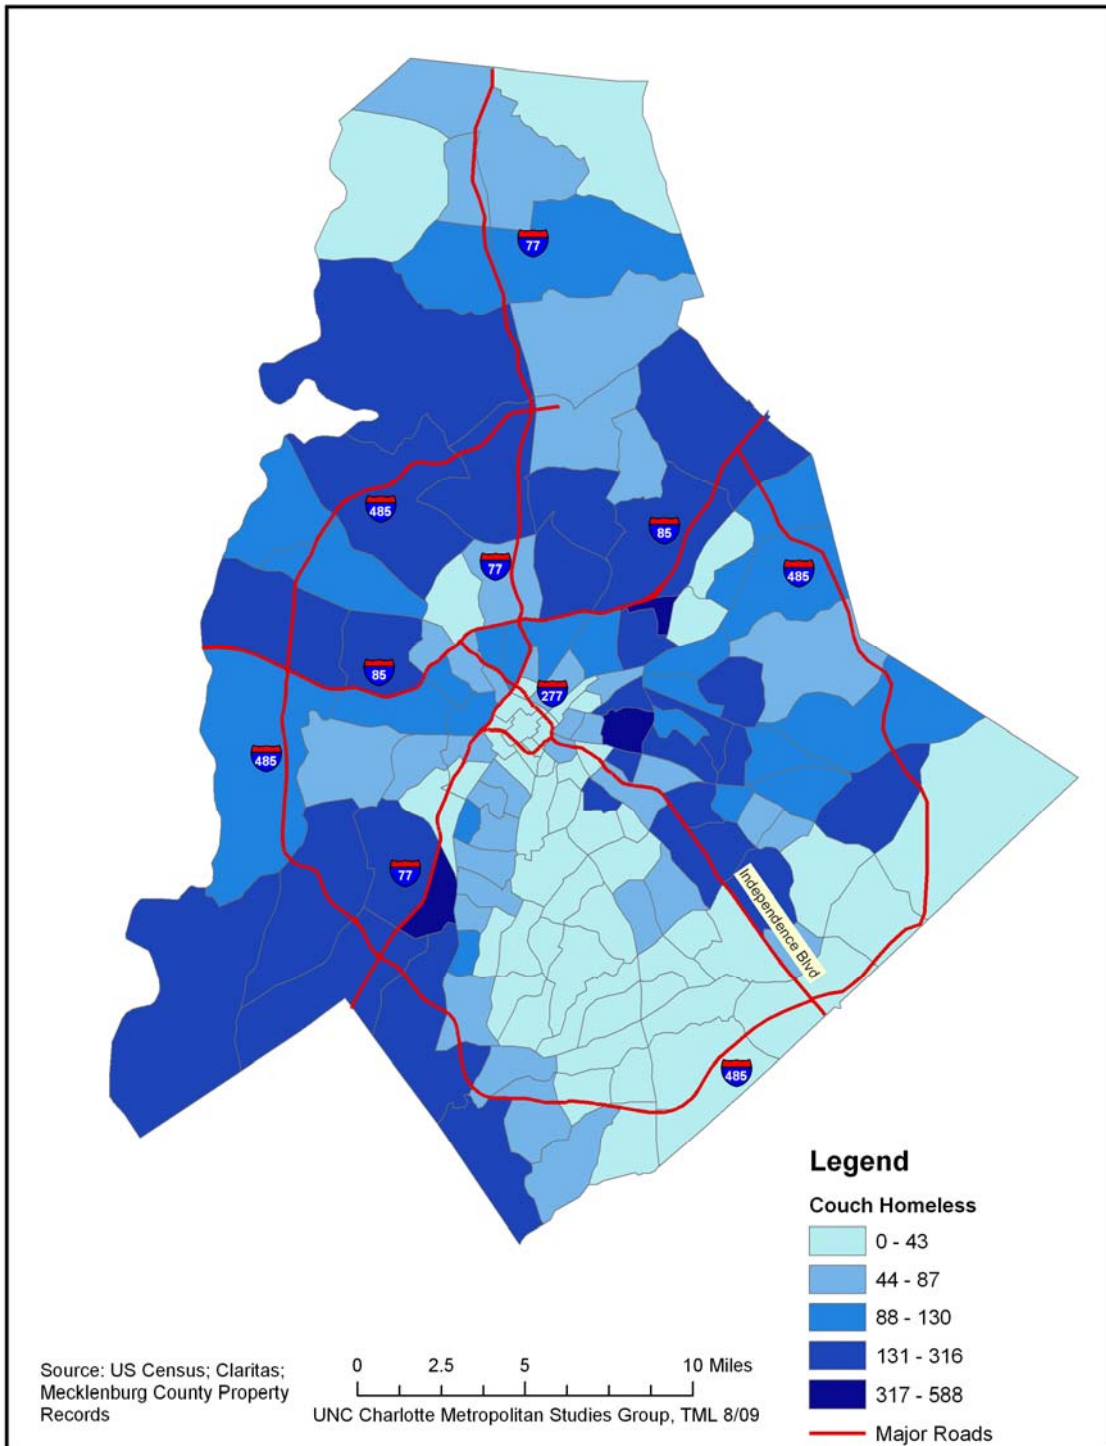 77
485
85
77
485
85
277
485
77
Independence Blvd
485
Legend
Couch Homeless
0 - 43
44 - 87
88 - 130
131 - 316
317 - 588
Major Roads
Source: US Census; Claritas;
Mecklenburg County Property
Records
0 2.5 5 10 Miles
UNC Charlotte Metropolitan Studies Group, TML 8/09